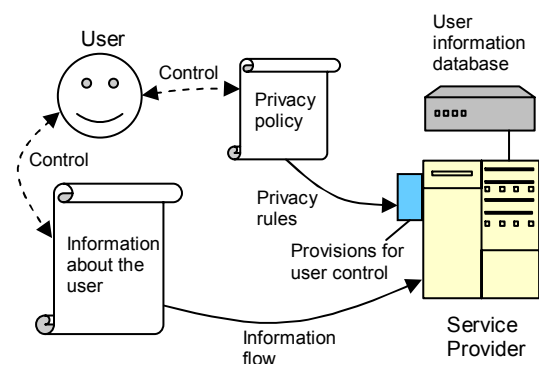 User
Control
Privacy
policy
User
information
database
Control
Information
about the
user
Privacy
rules
Provisions for
user control
Information
flow
Service
Provider